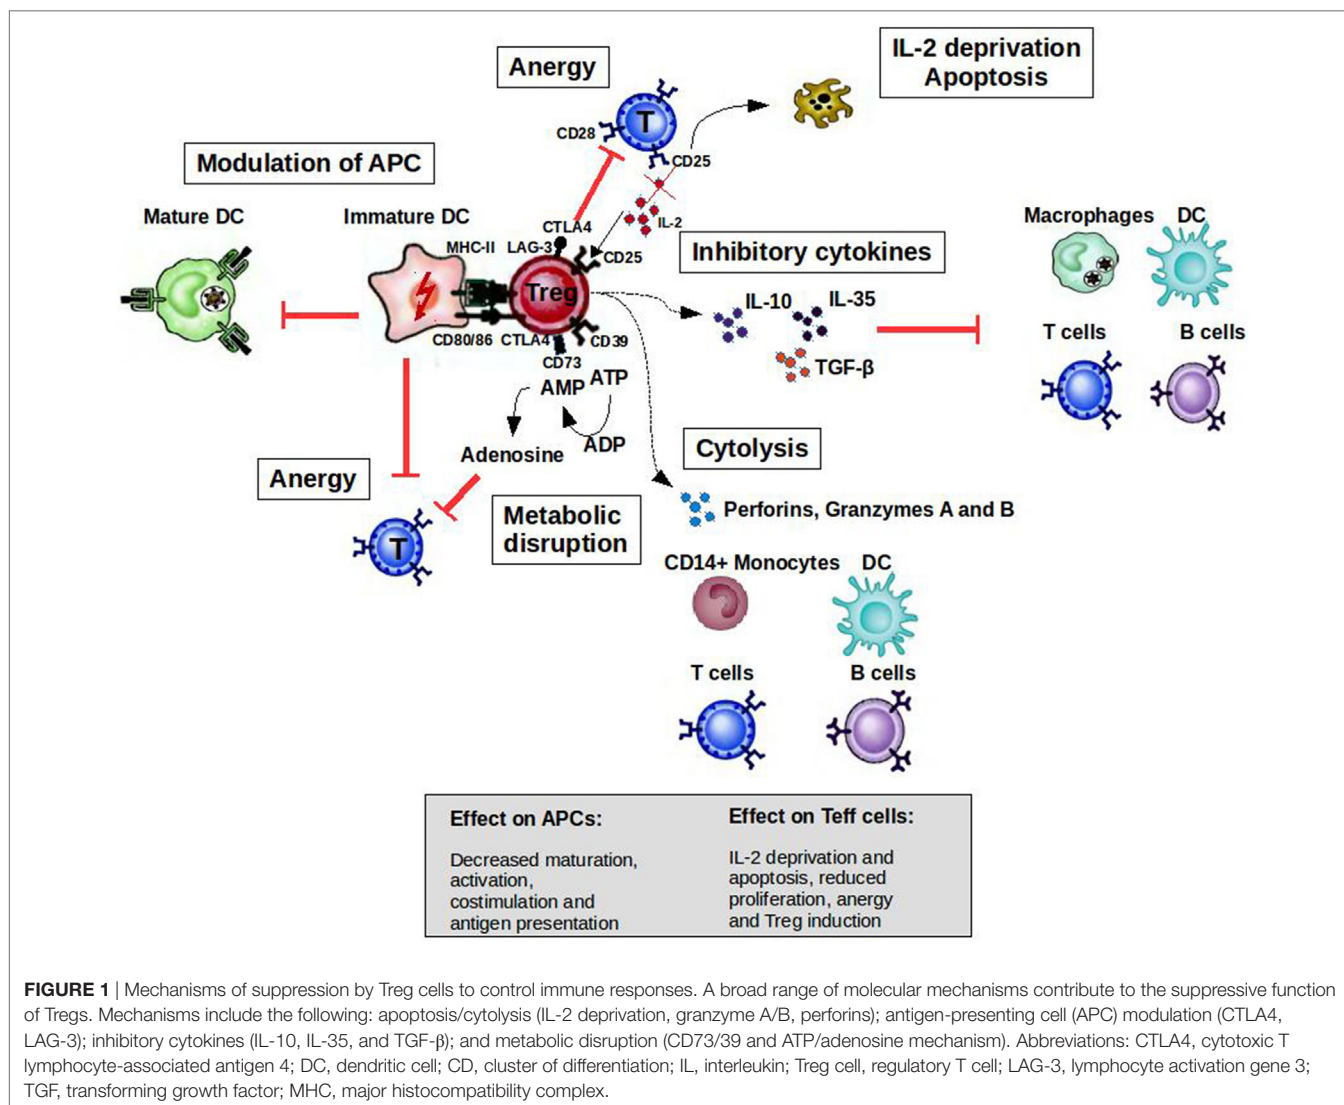 IL-2 deprivation
Apoptosis
Anergy
T
CD28
CD25
Modulation of APC
Mature DC
Immature DC
MHC-II
LAG-3
CTLA4
IL-2
CD25
Treg
CD80/86
CTLA4
CD39
CD73
Inhibitory cytokines
IL-10
IL-35
TGF-β
Macrophages
DC
T cells
B cells
AMP
ATP
ADP
Adenosine
Anergy
T
Metabolic
disruption
Cytolysis
Perforins, Granzymes A and B
CD14+ Monocytes
DC
T cells
B cells
Effect on APCs:
Decreased maturation,
activation,
costimulation and
antigen presentation
Effect on Teff cells:
IL-2 deprivation and
apoptosis, reduced
proliferation, anergy
and Treg induction
FIGURE 1 | Mechanisms of suppression by Treg cells to control immune responses. A broad range of molecular mechanisms contribute to the suppressive function
of Tregs. Mechanisms include the following: apoptosis/cytolysis (IL-2 deprivation, granzyme A/B, perforins); antigen-presenting cell (APC) modulation (CTLA4,
LAG-3); inhibitory cytokines (IL-10, IL-35, and TGF-β); and metabolic disruption (CD73/39 and ATP/adenosine mechanism). Abbreviations: CTLA4, cytotoxic T
lymphocyte-associated antigen 4; DC, dendritic cell; CD, cluster of differentiation; IL, interleukin; Treg cell, regulatory T cell; LAG-3, lymphocyte activation gene 3;
TGF, transforming growth factor; MHC, major histocompatibility complex.